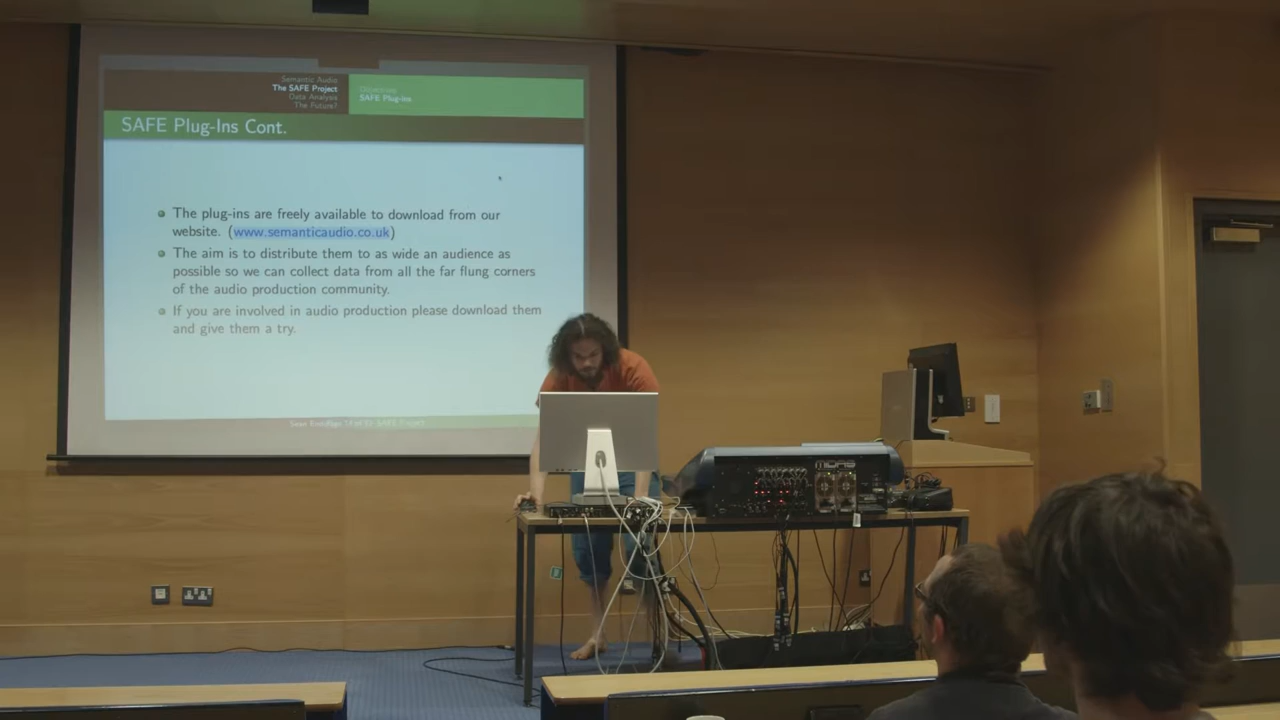 Semantic Audio
The SAFE Project
Data Analysis
The Future?
Objectives
SAFE Plug-ins
SAFE Plug-Ins Cont.
The plug-ins are freely available to download from our
website. (www.semanticaudio.co.uk)
The aim is to distribute them to as wide an audience as
possible so we can collect data from all the far flung corners
of the audio production community.
If you are involved in audio production please download them
and give them a try.
SAFE Project